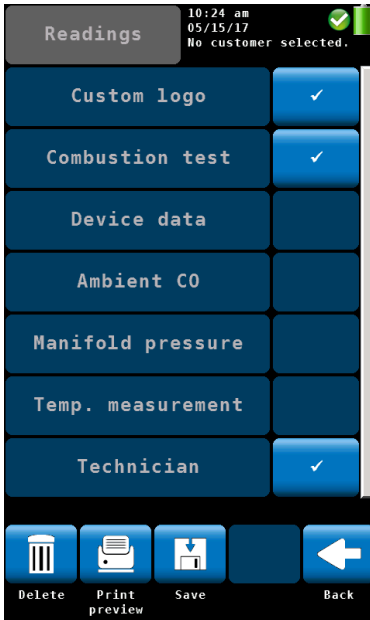 Readings
10:24 am
05/15/17
No customer selected.
Custom logo
Combustion test
Device data
Ambient CO
Manifold pressure
Temp. measurement
Technician
Delete
Print
preview
Save
Back